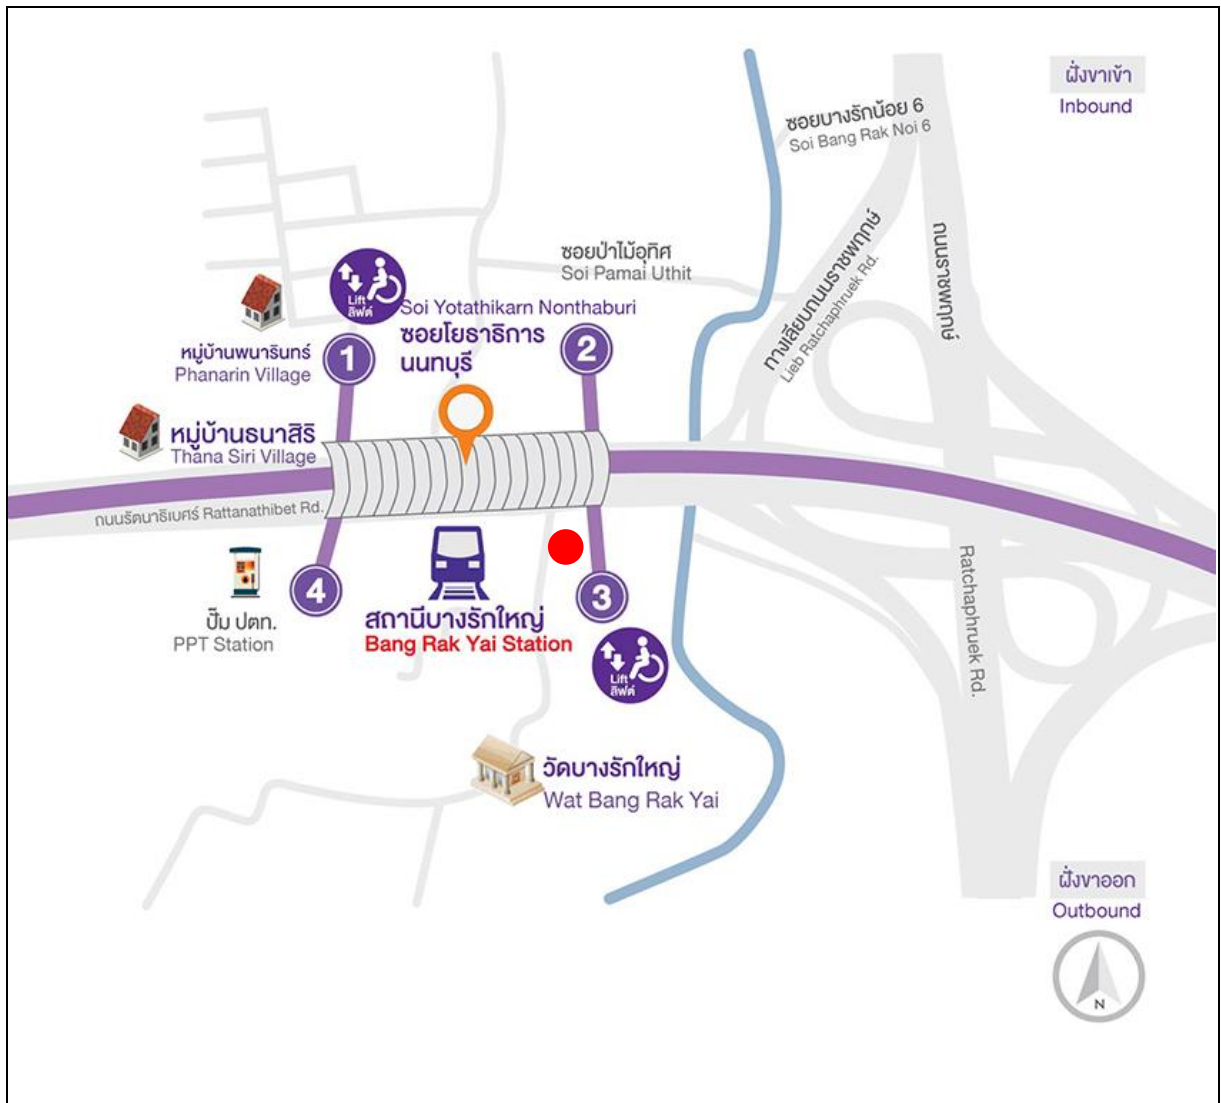 ฝั่งขาเข้า
Inbound
ซอยบางรักน้อย 6
Soi Bang Rak Noi 6
ทางเลียบถนนราชพฤกษ์
Lieb Ratchaphruek Rd.
ถนนราชพฤกษ์
ซอยป่าไม้อุทิศ
Soi Pamai Uthit
Lift
ลิฟต์
Soi Yotathikarn Nonthaburi
ซอยโยธาธิการ
นนทบุรี
1
2
หมู่บ้านพนารินทร์
Phanarin Village
หมู่บ้านธนาสิริ
Thana Siri Village
ถนนรัตนาธิเบศร์ Rattanathibet Rd.
4
3
ปั๊ม ปตท.
PPT Station
สถานีบางรักใหญ่
Bang Rak Yai Station
Lift
ลิฟต์
Ratchaphruek Rd.
วัดบางรักใหญ่
Wat Bang Rak Yai
ฝั่งขาออก
Outbound
N